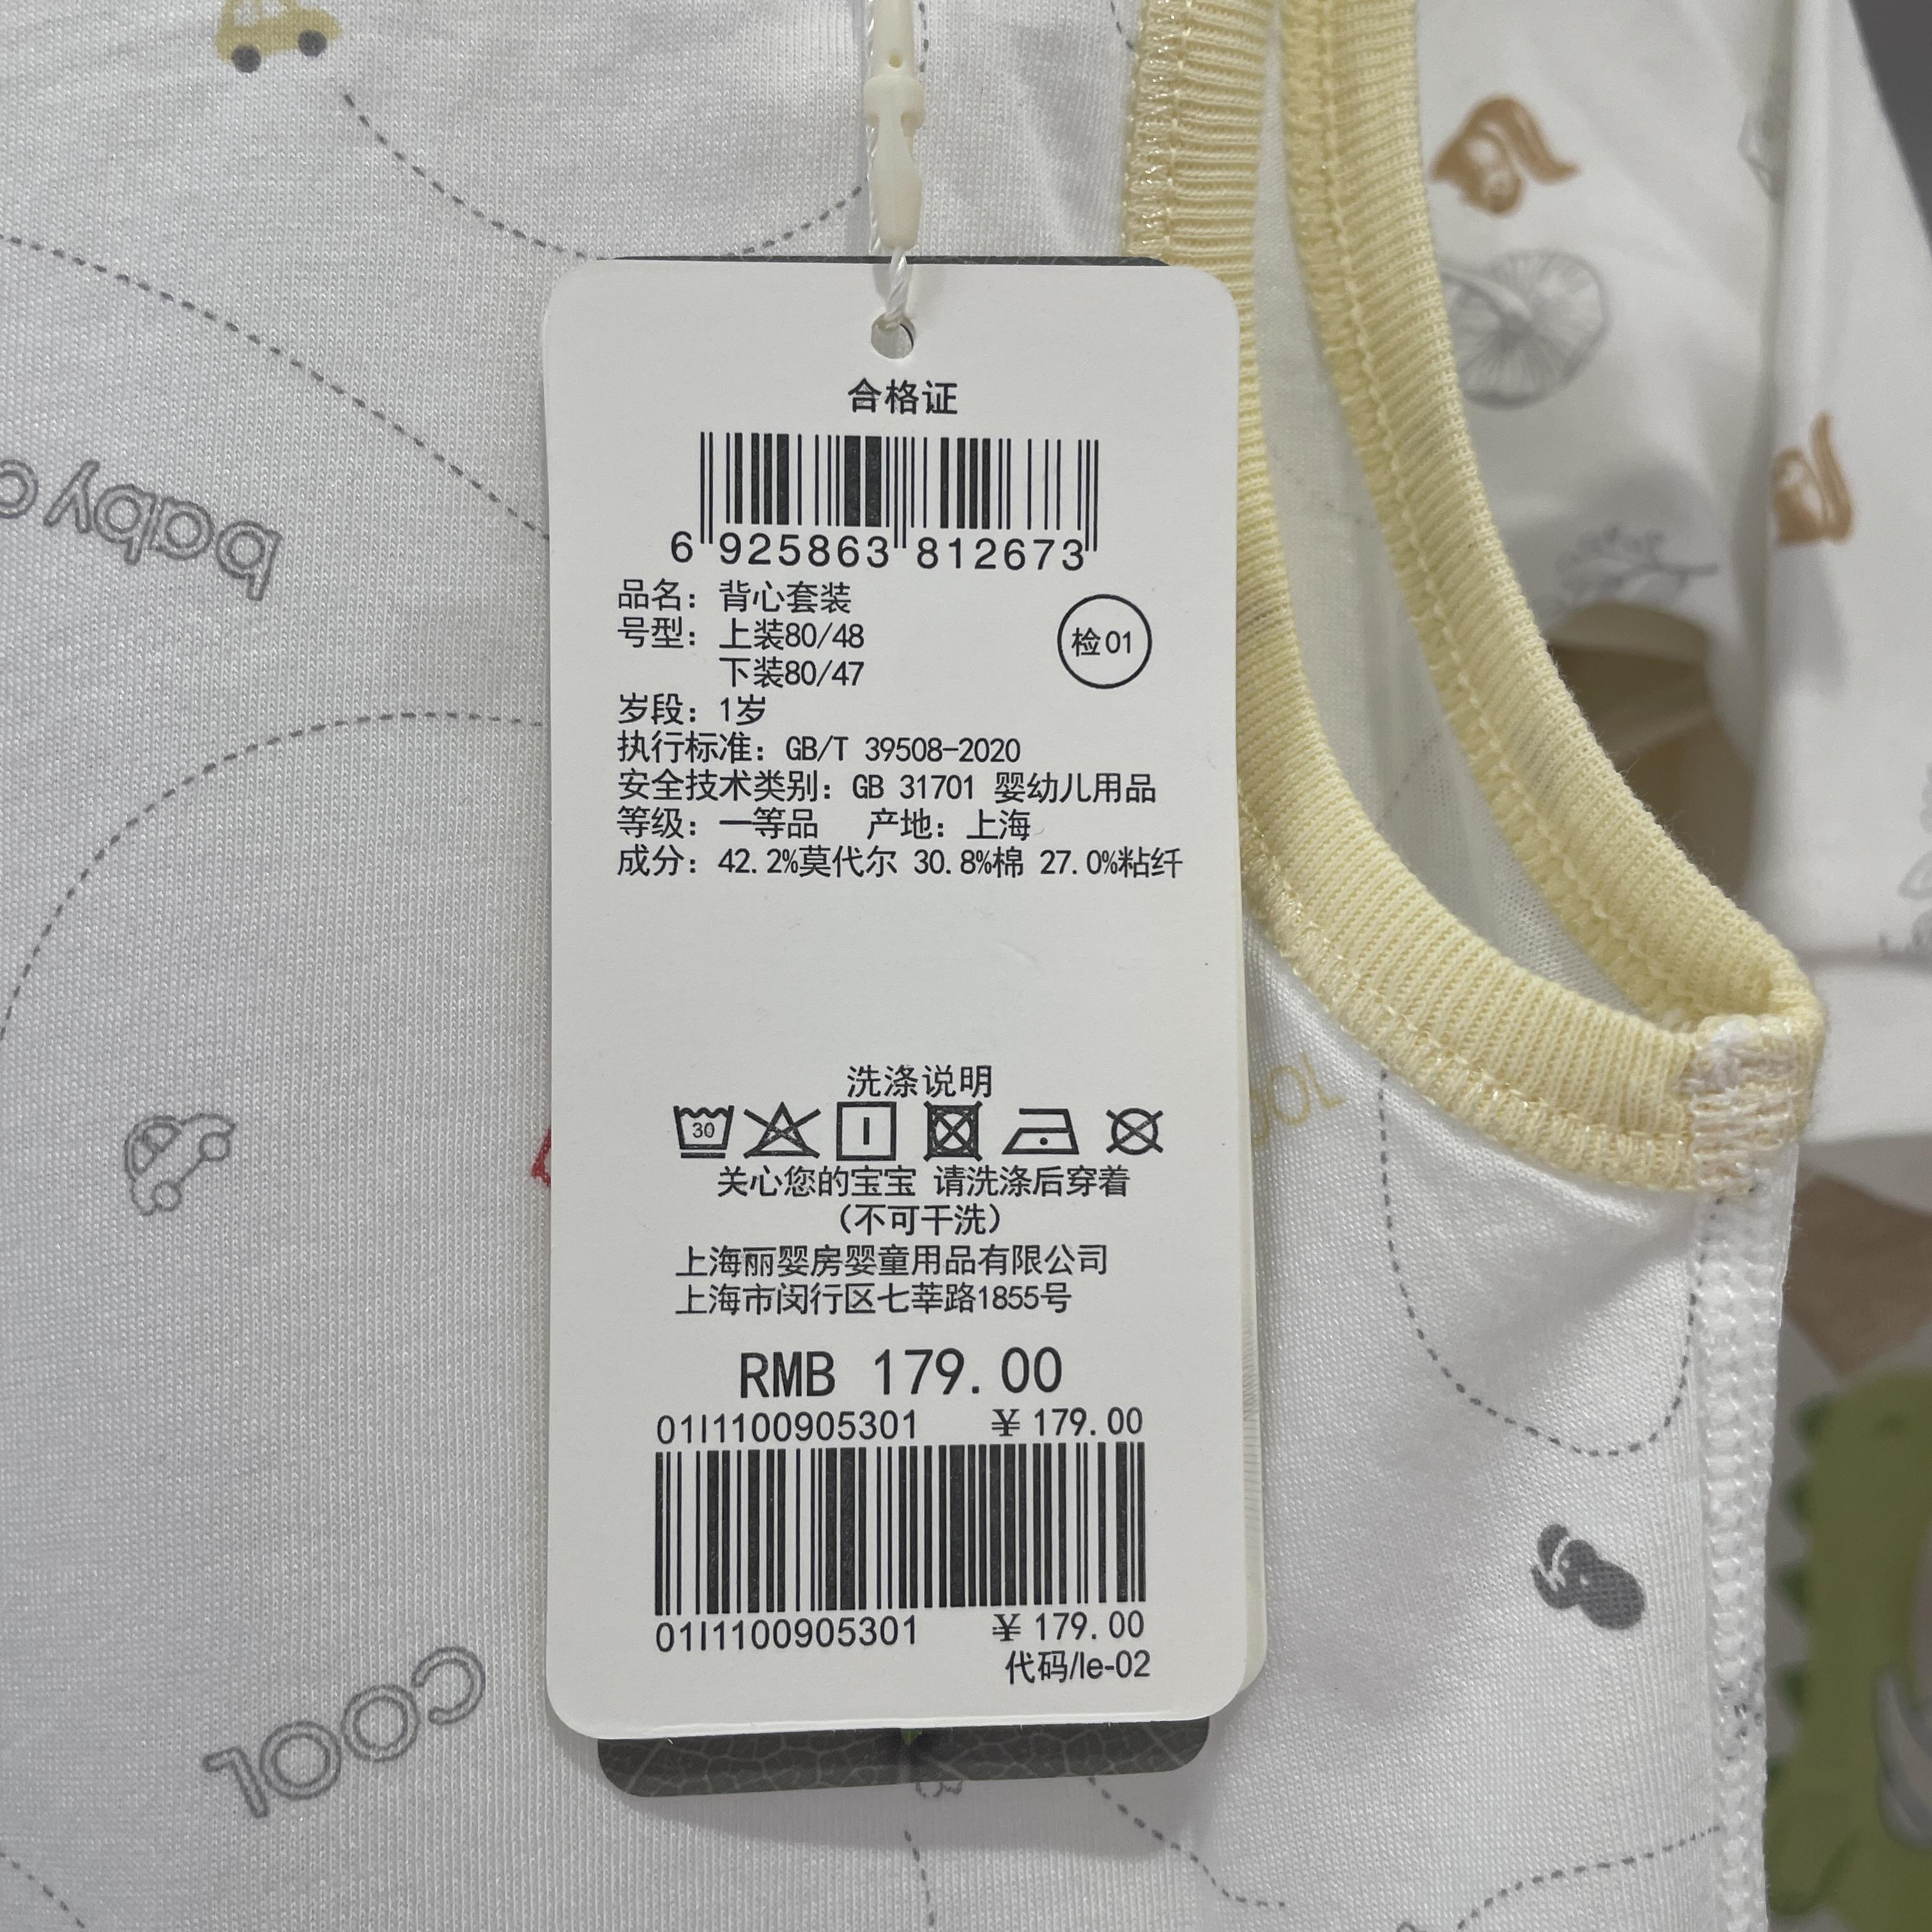 合格证
6 925863 812673
品名：背心套装
号型：上装80/48
下装80/47
检01
岁段：1岁
执行标准：GB/T 39508-2020
安全技术类别：GB 31701 婴幼儿用品
等级：一等品 产地：上海
成分：42.2%莫代尔 30.8%棉 27.0%粘纤
洗涤说明
30
关心您的宝宝 请洗涤后穿着
（不可干洗）
上海丽婴房婴童用品有限公司
上海市闵行区七莘路1855号
RMB 179.00
01I1100905301 ¥ 179.00
01I1100905301 ¥ 179.00
代码/le-02
baby
COOL